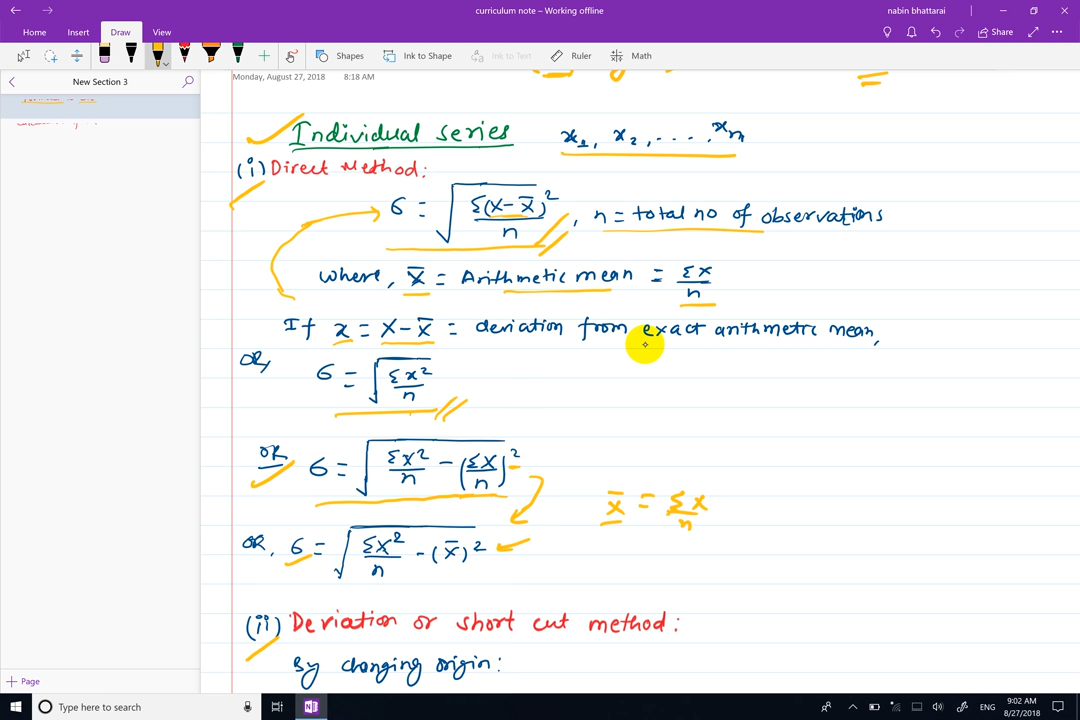 curriculum note – Working offline
nabin bhattarai
Home Insert Draw View
Share
Shapes Ink to Shape Ink to Text Ruler Math
New Section 3
Monday, August 27, 2018 8:18 AM
Individual series x₁, x₂, .... xₙ
(i) Direct Method:
σ = √(Σ(X - X̄)²/n), n = total no of observations
where, X̄ = Arithmetic mean = ΣX/n
If x = X - X̄ = deviation from exact arithmetic mean,
OR, σ = √(Σx²/n)
OR σ = √(ΣX²/n - (ΣX/n)²)
X̄ = ΣX/n
OR, σ = √(ΣX²/n - (X̄)²)
(ii) Deviation or short cut method:
By changing origin:
+ Page
Type here to search
ENG
9:02 AM
8/27/2018